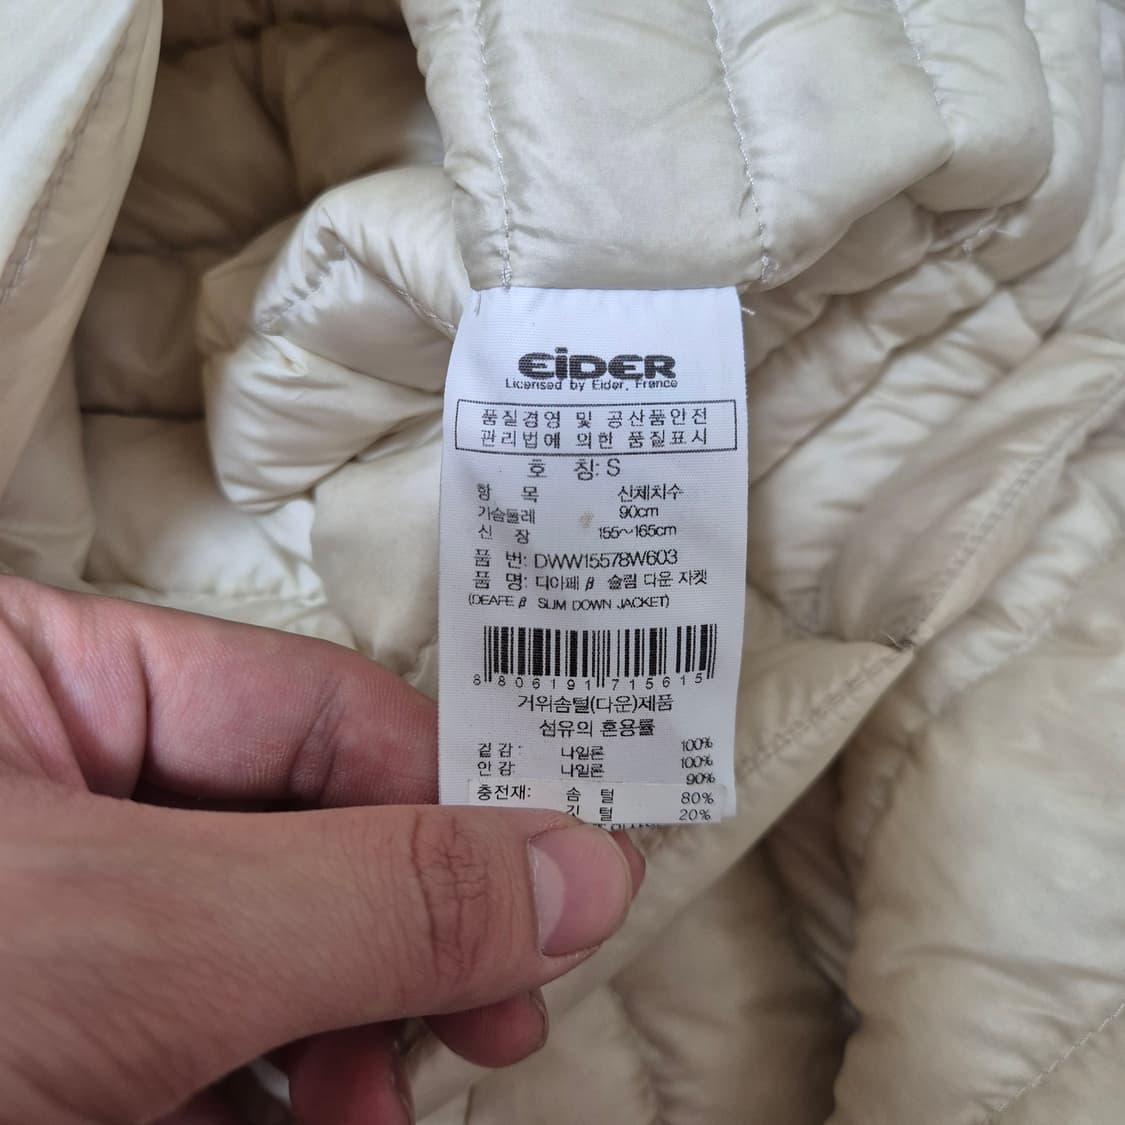 EiDER
Licensed by Eider, France
품질경영 및 공산품안전
관리법에 의한 품질표시
호 칭: S
항 목 신체치수
가슴둘레 90cm
신 장 155~165cm
품 번: DWW15578W603
품 명: 디아페 β 슬림 다운 자켓
(DEAFE β SLIM DOWN JACKET)
8 806191 715615
거위솜털(다운)제품
섬유의 혼용률
겉감: 나일론 100%
안감: 나일론 100%
90%
충전재: 솜 털 80%
깃 털 20%